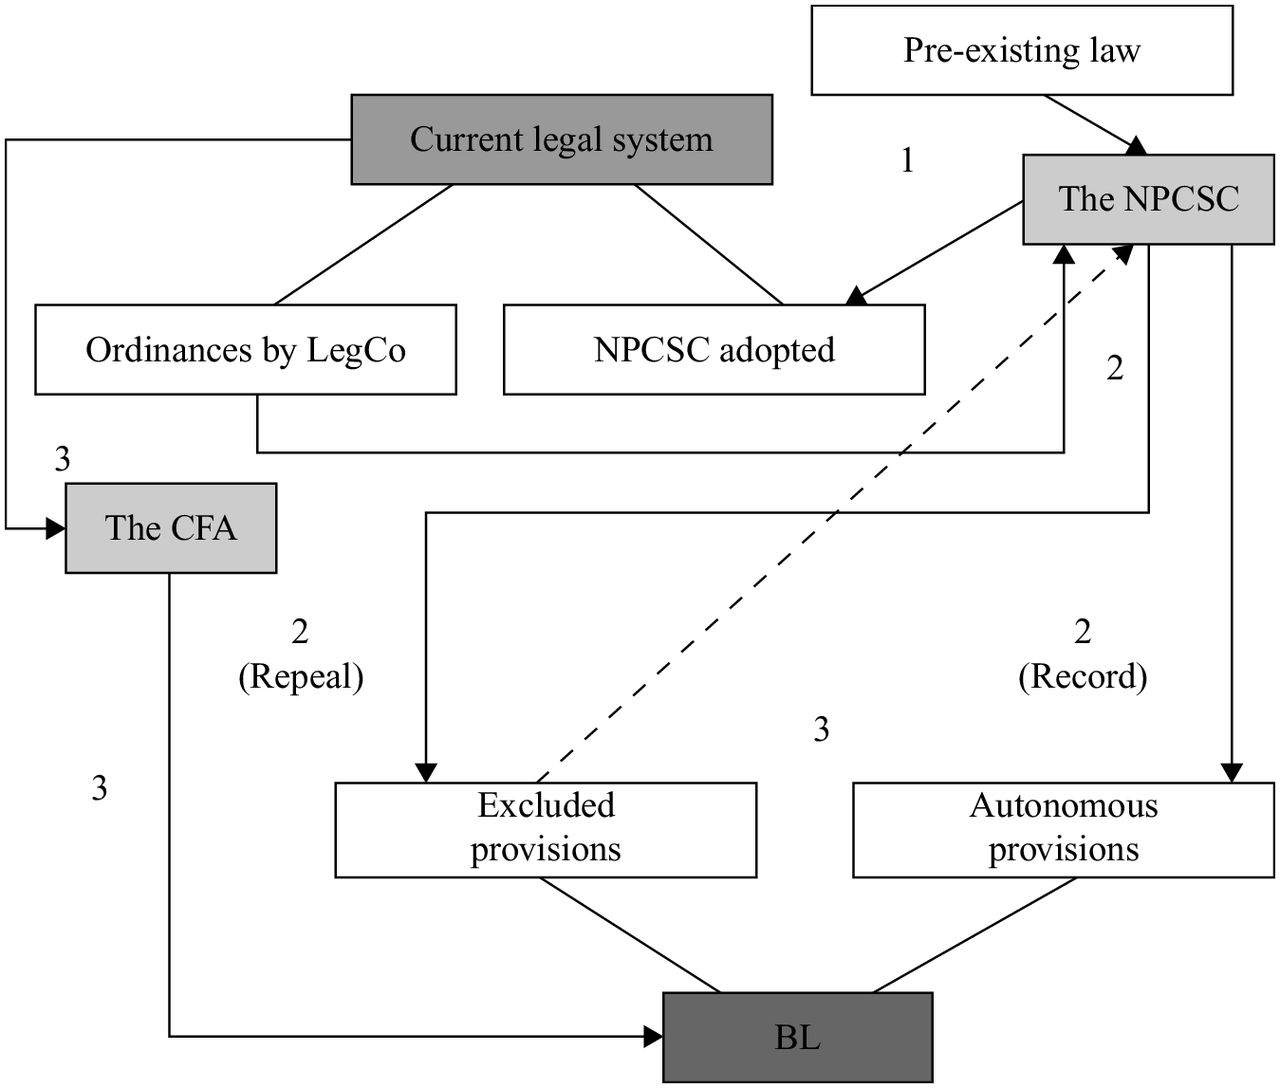 Pre-existing law
Current legal system
1
The NPCSC
Ordinances by LegCo
NPCSC adopted
2
3
The CFA
2
(Repeal)
2
(Record)
3
3
Excluded
provisions
Autonomous
provisions
BL